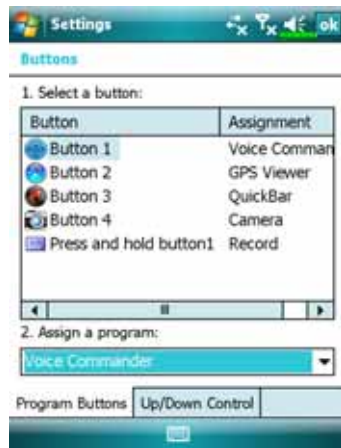 Settings ok
Buttons
1. Select a button:
Button Assignment
Button 1 Voice Comman
Button 2 GPS Viewer
Button 3 QuickBar
Button 4 Camera
Press and hold button1 Record
2. Assign a program:
Voice Commander
Program Buttons Up/Down Control